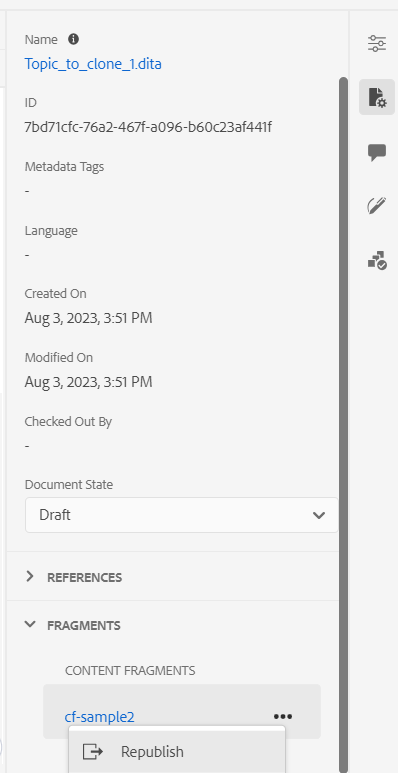 Name
Topic_to_clone_1.dita
ID
7bd71cfc-76a2-467f-a096-b60c23af441f
Metadata Tags
-
Language
-
Created On
Aug 3, 2023, 3:51 PM
Modified On
Aug 3, 2023, 3:51 PM
Checked Out By
-
Document State
Draft
REFERENCES
FRAGMENTS
CONTENT FRAGMENTS
cf-sample2
Republish